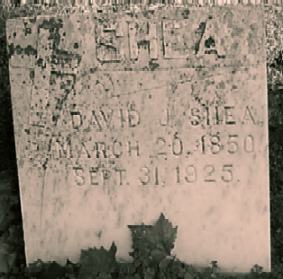 SHEA
DAVID J. SHEA
MARCH 20, 1850
SEPT. 31, 1925.